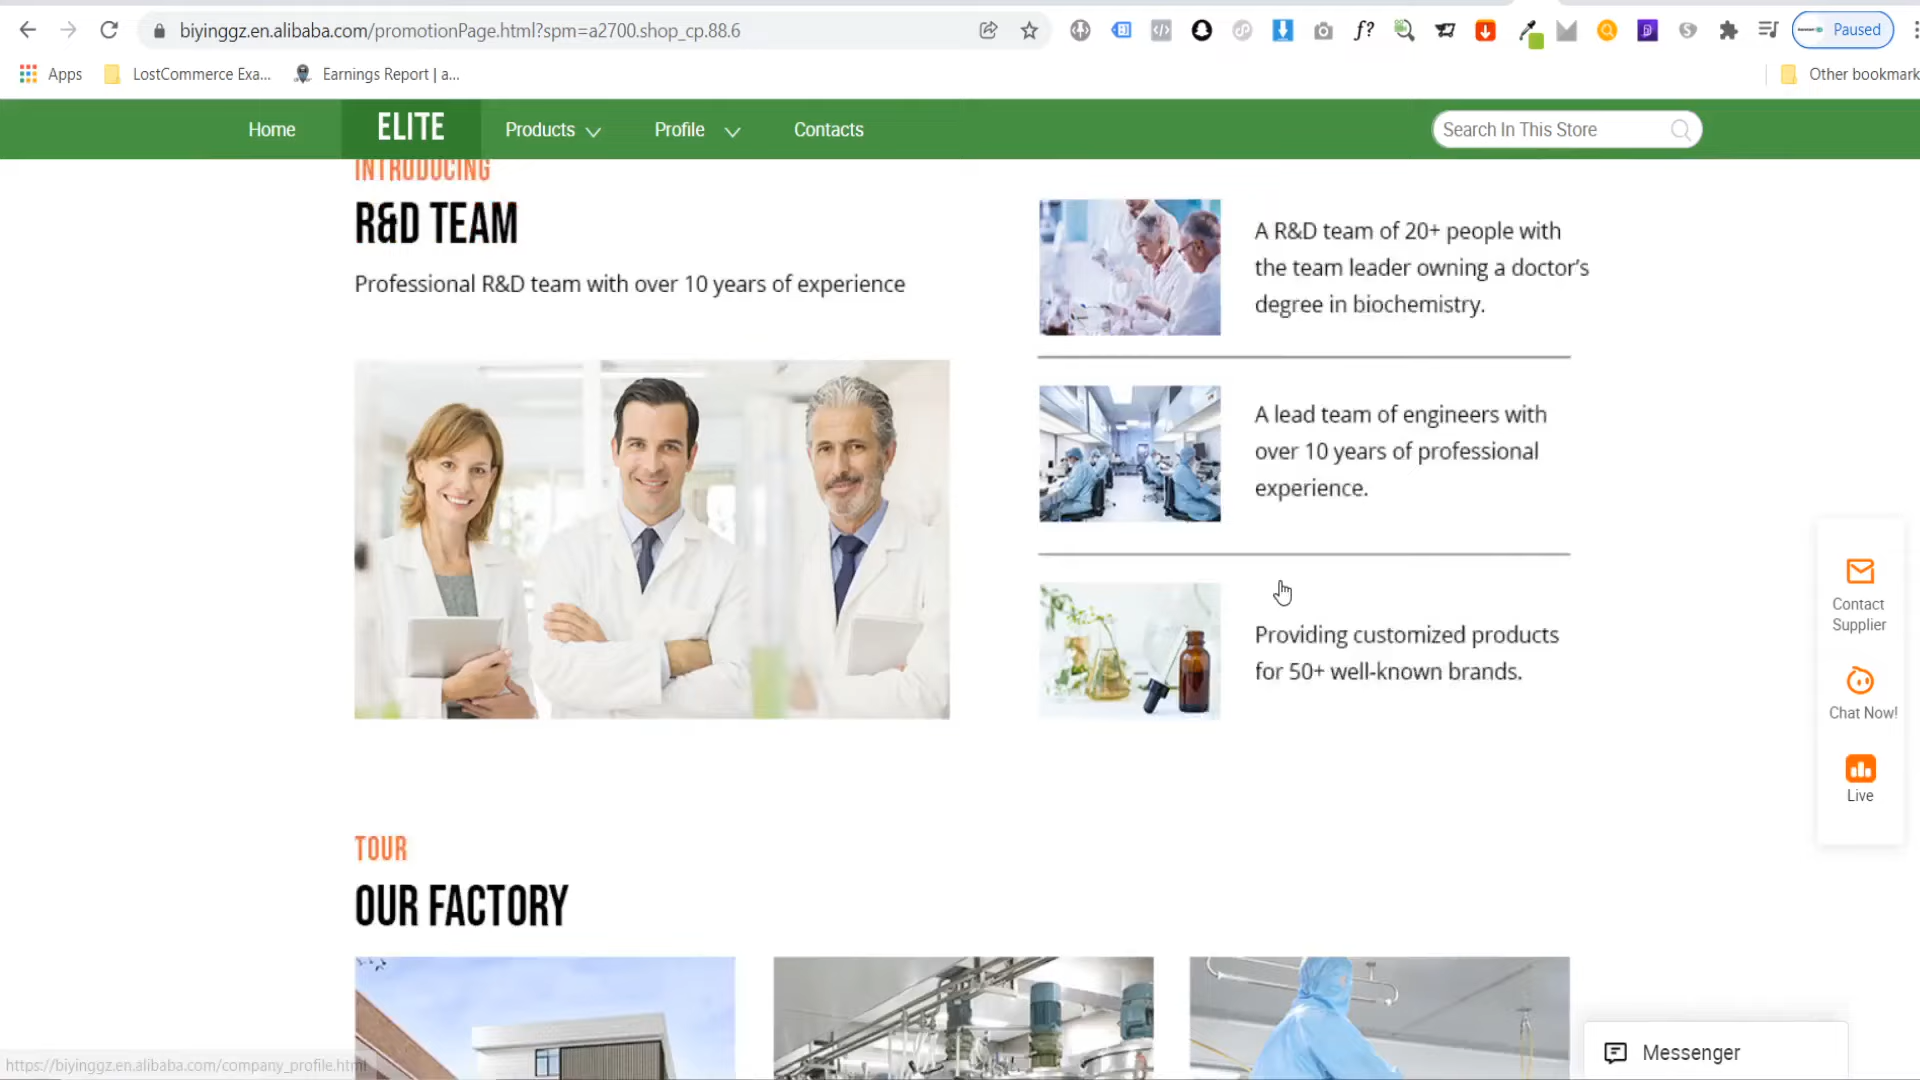 biyinggz.en.alibaba.com/promotionPage.html?spm=a2700.shop_cp.88.6
f?
Paused
Apps
LostCommerce Exa...
Earnings Report | a...
Other bookmark
Home
ELITE
Products
Profile
Contacts
Search In This Store
INTRODUCING
R&D TEAM
Professional R&D team with over 10 years of experience
A R&D team of 20+ people with
the team leader owning a doctor's
degree in biochemistry.
A lead team of engineers with
over 10 years of professional
experience.
Providing customized products
for 50+ well-known brands.
Contact
Supplier
Chat Now!
Live
TOUR
OUR FACTORY
https://biyinggz.en.alibaba.com/company_profile.html
Messenger